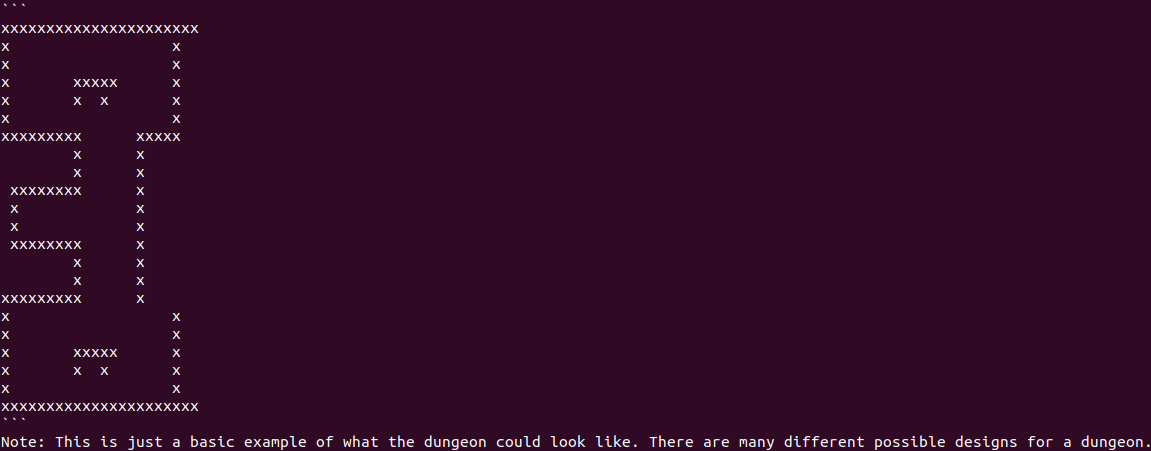 ```
xxxxxxxxxxxxxxxxxxxxxx
x                  x
x                  x
x       xxxxx      x
x       x  x       x
x                  x
xxxxxxxxx      xxxxx
        x      x
        x      x
 xxxxxxxx      x
 x             x
 x             x
 xxxxxxxx      x
        x      x
        x      x
xxxxxxxxx      x
x                  x
x                  x
x       xxxxx      x
x       x  x       x
x                  x
xxxxxxxxxxxxxxxxxxxxxx
```
Note: This is just a basic example of what the dungeon could look like. There are many different possible designs for a dungeon.